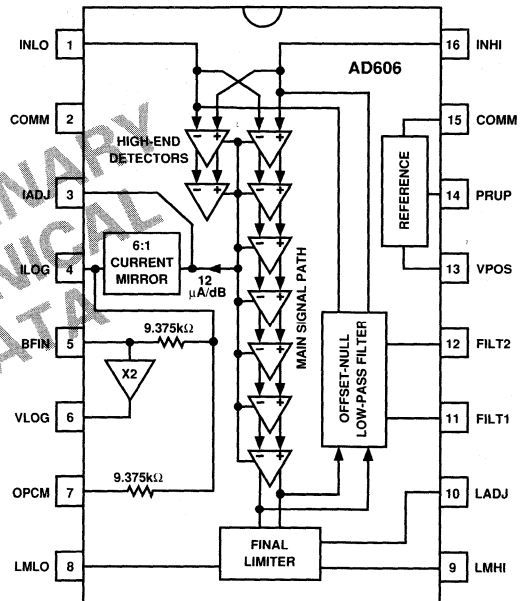 INLO 1
16 INHI
AD606
COMM 2
15 COMM
HIGH-END
DETECTORS
- + - +
IADJ 3
- + - +
REFERENCE
14 PRUP
ILOG 4
6:1
CURRENT
MIRROR
12
µA/dB
- +
13 VPOS
MAIN SIGNAL PATH
- +
BFIN 5
9.375kΩ
X2
- +
OFFSET-NULL
LOW-PASS FILTER
12 FILT2
VLOG 6
- +
11 FILT1
- +
OPCM 7
9.375kΩ
10 LADJ
LMLO 8
FINAL
LIMITER
9 LMHI
NARY
NICAL
ATA